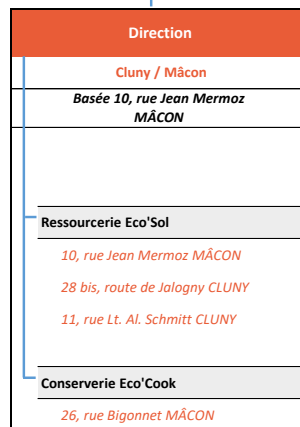 Direction
Cluny / Mâcon
Basée 10, rue Jean Mermoz
MÂCON
Ressourcerie Eco'Sol
10, rue Jean Mermoz MÂCON
28 bis, route de Jalogny CLUNY
11, rue Lt. Al. Schmitt CLUNY
Conserverie Eco'Cook
26, rue Bigonnet MÂCON